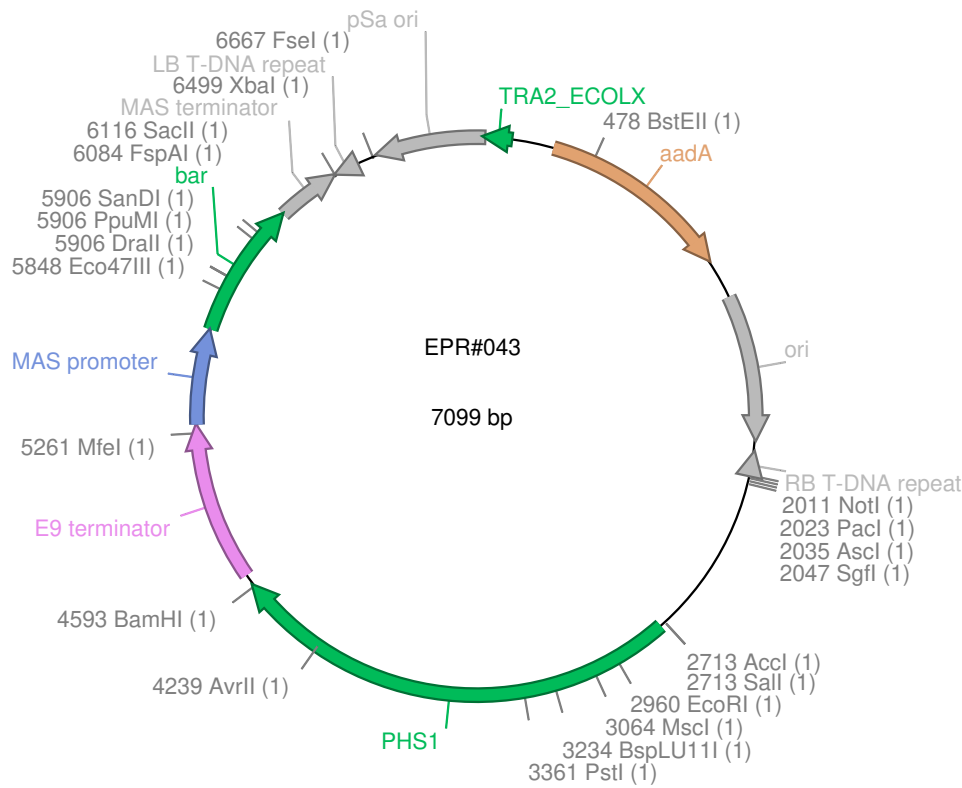 pSa ori
6667 FseI (1)
LB T-DNA repeat
6499 XbaI (1)
MAS terminator
6116 SacII (1)
6084 FspAI (1)
bar
5906 SanDI (1)
5906 PpuMI (1)
5906 DraII (1)
5848 Eco47III (1)
TRA2_ECOLX
478 BstEII (1)
aadA
EPR#043
7099 bp
MAS promoter
ori
5261 MfeI (1)
RB T-DNA repeat
2011 NotI (1)
2023 PacI (1)
2035 AscI (1)
2047 SgfI (1)
E9 terminator
4593 BamHI (1)
4239 AvrII (1)
2713 AccI (1)
2713 SalI (1)
2960 EcoRI (1)
3064 MscI (1)
3234 BspLU11I (1)
3361 PstI (1)
PHS1